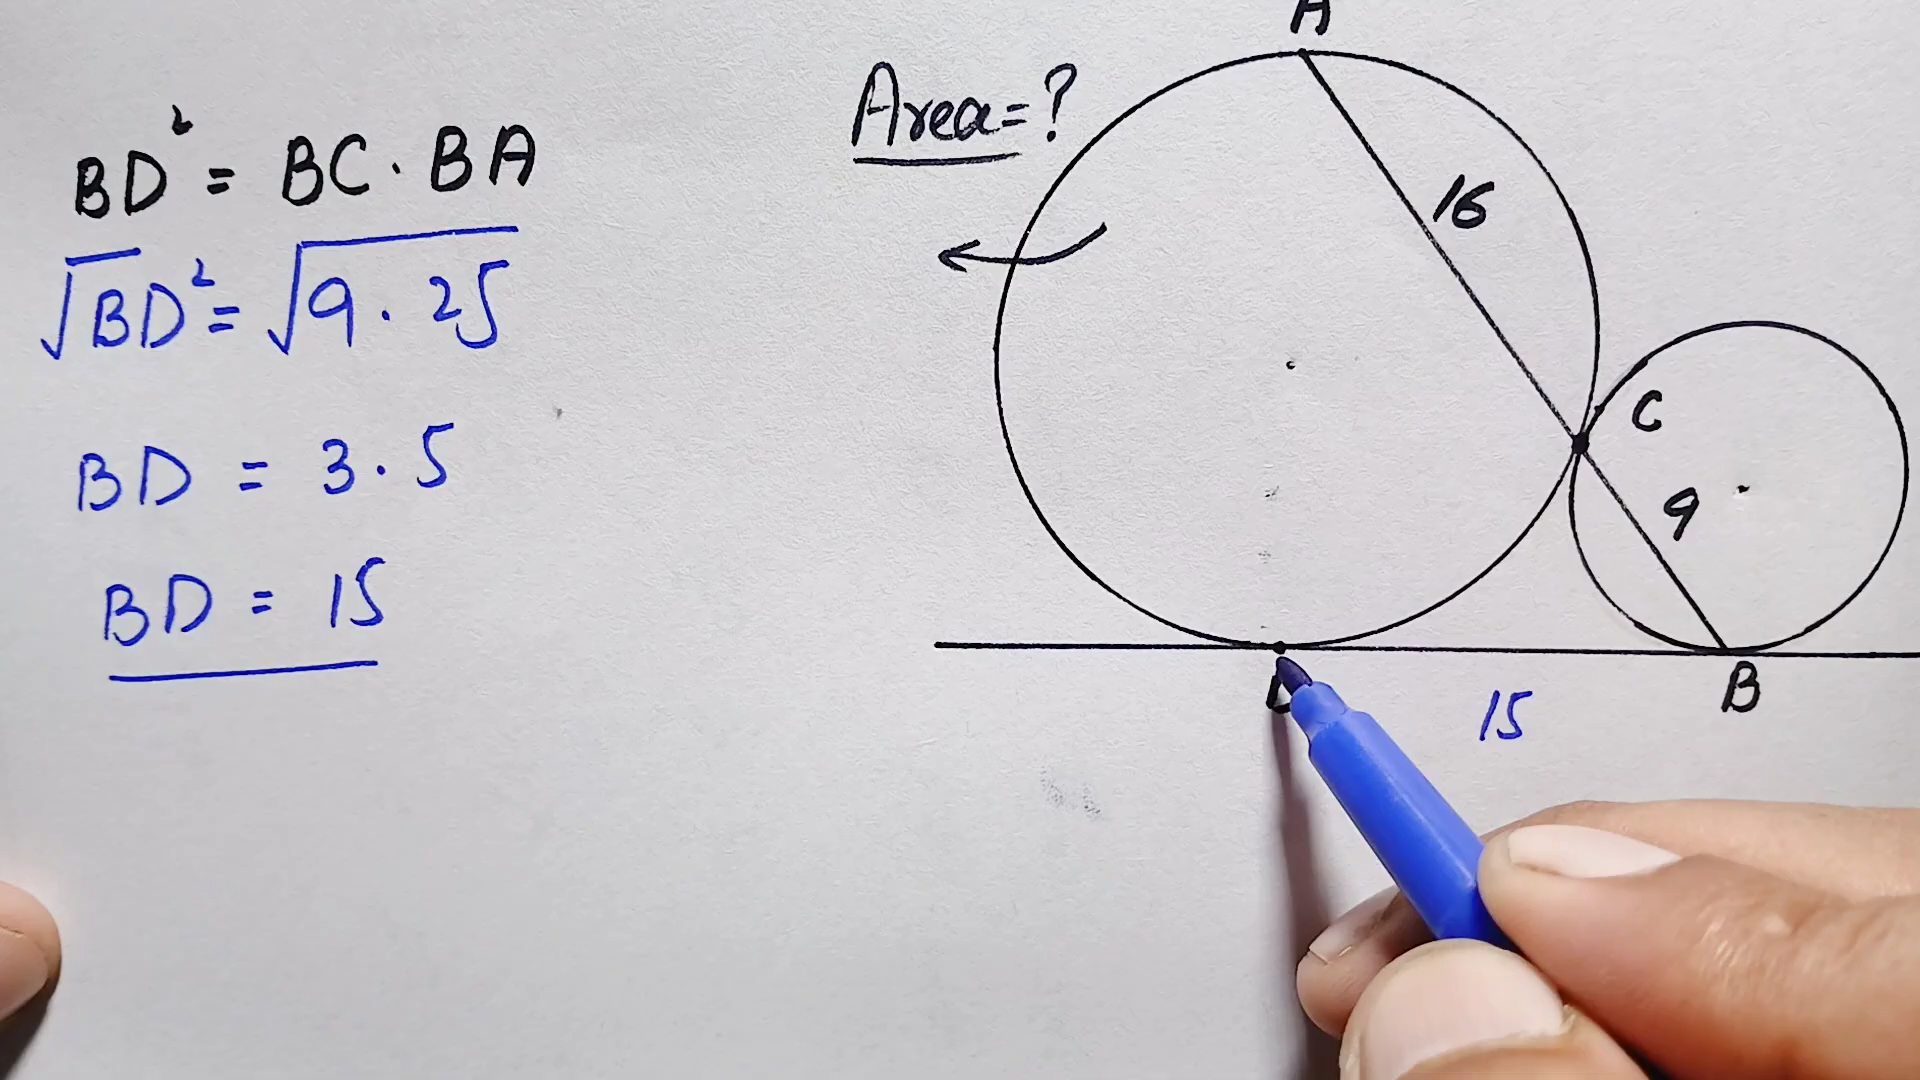 BD² = BC · BA
√BD² = √9 · 25
BD = 3 · 5
BD = 15
Area = ?
A
16
C
9
B
15